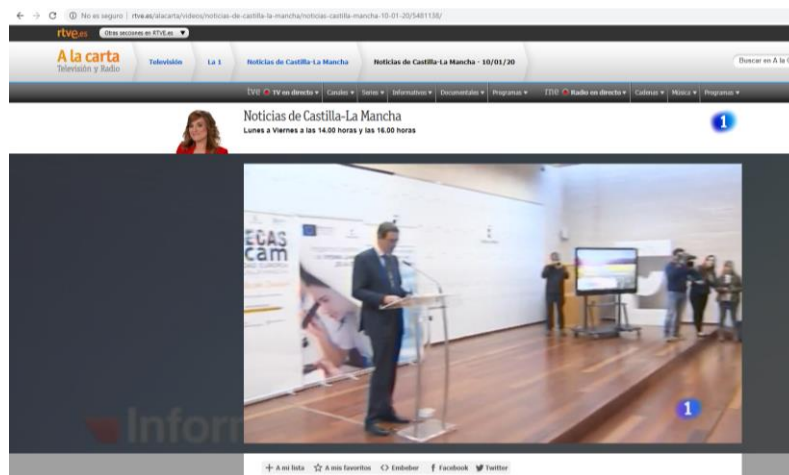 No es seguro | rtve.es/alacarta/videos/noticias-de-castilla-la-mancha/noticias-castilla-mancha-10-01-20/5481138/
rtve.es Otras secciones en RTVE.es
A la carta
Televisión y Radio
Televisión La 1 Noticias de Castilla-La Mancha Noticias de Castilla-La Mancha - 10/01/20 Buscar en A la
tve TV en directo Canales Series Informativos Documentales Programas rne Radio en directo Cadenas Música Programas
Noticias de Castilla-La Mancha
Lunes a Viernes a las 14.00 horas y las 16.00 horas
1
ECAS
cam
1
Infor
A mi lista A mis favoritos Embeber Facebook Twitter